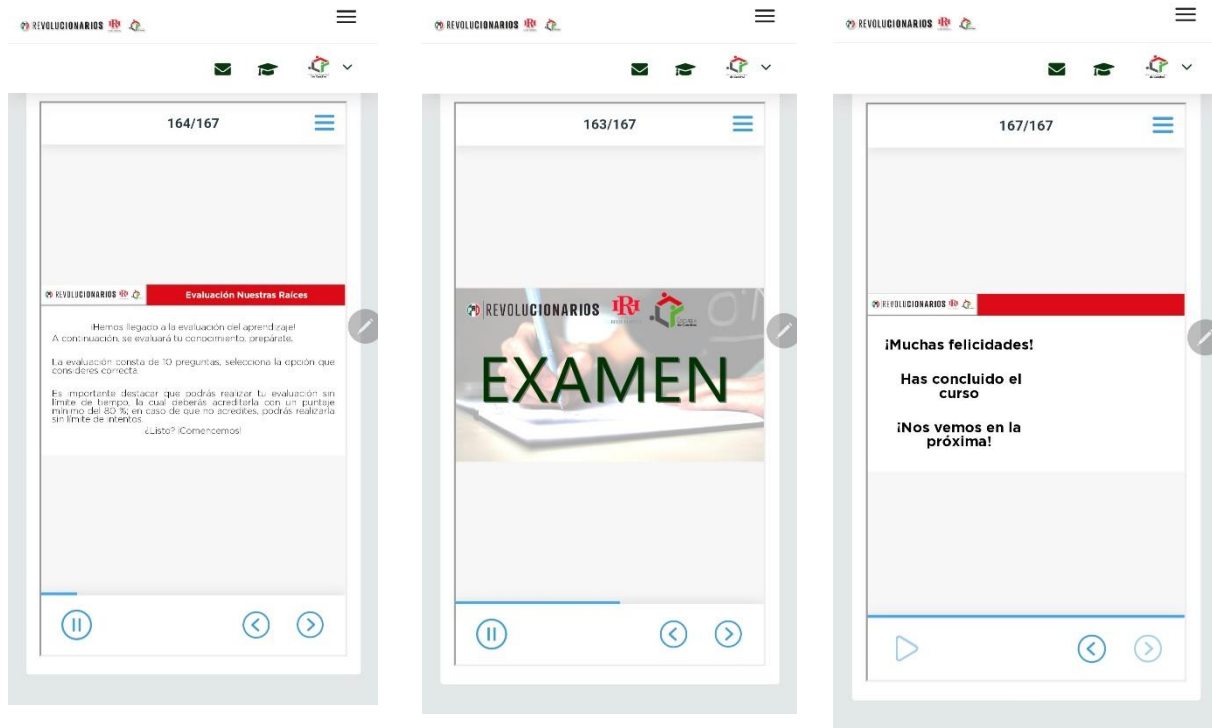 REVOLUCIONARIOS
164/167
REVOLUCIONARIOS
Evaluación Nuestras Raíces
¡Hemos llegado a la evaluación del aprendizaje!
A continuación, se evaluará tu conocimiento, prepárate.
La evaluación consta de 10 preguntas, selecciona la opción que
consideres correcta.
Es importante destacar que podrás realizar tu evaluación sin
límite de tiempo, la cual deberás acreditarla con un puntaje
mínimo del 80 %; en caso de que no acredites, podrás realizarla
sin límite de intentos.
¿Listo? ¡Comencemos!
REVOLUCIONARIOS
163/167
REVOLUCIONARIOS
EXAMEN
REVOLUCIONARIOS
167/167
REVOLUCIONARIOS
¡Muchas felicidades!
Has concluido el
curso
¡Nos vemos en la
próxima!